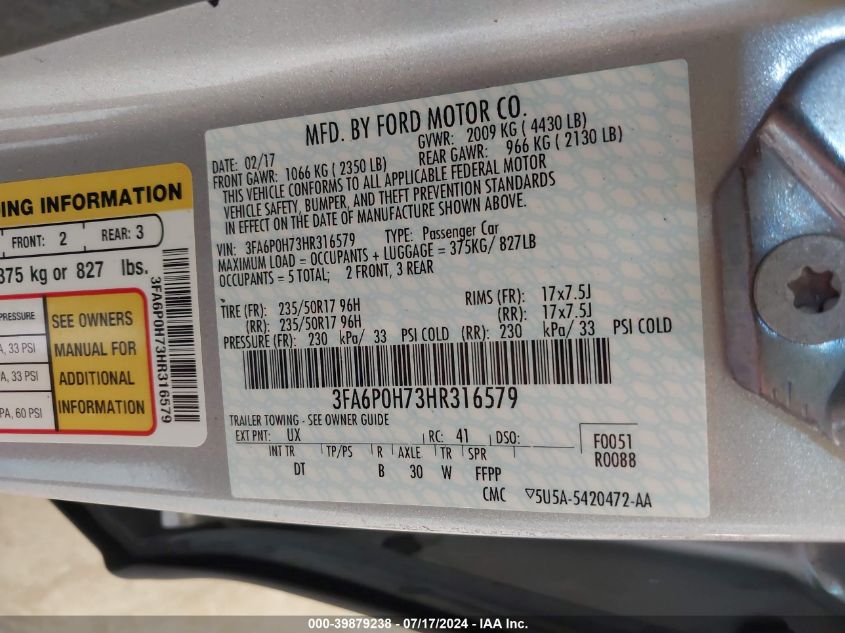 MFD. BY FORD MOTOR CO.
DATE: 02/17 GVWR: 2009 KG ( 4430 LB)
FRONT GAWR: 1066 KG ( 2350 LB) REAR GAWR: 966 KG ( 2130 LB)
THIS VEHICLE CONFORMS TO ALL APPLICABLE FEDERAL MOTOR
VEHICLE SAFETY, BUMPER, AND THEFT PREVENTION STANDARDS
IN EFFECT ON THE DATE OF MANUFACTURE SHOWN ABOVE.
VIN: 3FA6P0H73HR316579 TYPE: Passenger Car
MAXIMUM LOAD = OCCUPANTS + LUGGAGE = 375KG/ 827LB
OCCUPANTS = 5 TOTAL; 2 FRONT, 3 REAR
TIRE (FR): 235/50R17 96H RIMS (FR): 17x7.5J
(RR): 235/50R17 96H (RR): 17x7.5J
PRESSURE (FR): 230 kPa/ 33 PSI COLD (RR): 230 kPa/ 33 PSI COLD
3FA6P0H73HR316579
TRAILER TOWING - SEE OWNER GUIDE
EXT PNT: UX RC: 41 DSO: F0051
INT TR TP/PS R AXLE TR SPR R0088
DT B 30 W FFPP
CMC ▽5U5A-5420472-AA
ING INFORMATION
FRONT: 2 REAR: 3
375 kg or 827 lbs.
PRESSURE
A, 33 PSI
A, 33 PSI
PA, 60 PSI
SEE OWNERS
MANUAL FOR
ADDITIONAL
INFORMATION
3FA6P0H73HR316579
000-39879238 - 07/17/2024 - IAA Inc.